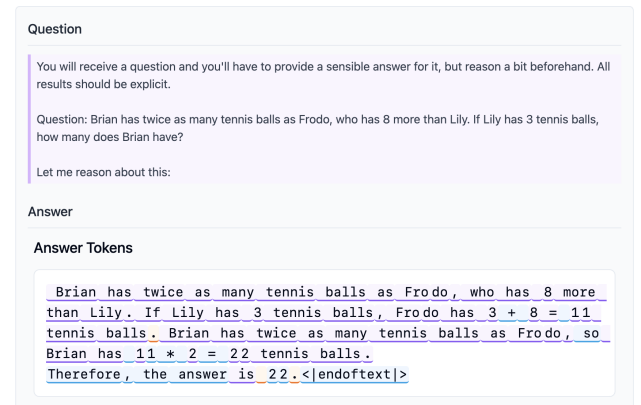 Question
You will receive a question and you'll have to provide a sensible answer for it, but reason a bit beforehand. All
results should be explicit.
Question: Brian has twice as many tennis balls as Frodo, who has 8 more than Lily. If Lily has 3 tennis balls,
how many does Brian have?
Let me reason about this:
Answer
Answer Tokens
Brian has twice as many tennis balls as Frodo, who has 8 more
than Lily. If Lily has 3 tennis balls, Frodo has 3 + 8 = 11
tennis balls. Brian has twice as many tennis balls as Frodo, so
Brian has 11 * 2 = 22 tennis balls.
Therefore, the answer is 22.<|endoftext|>